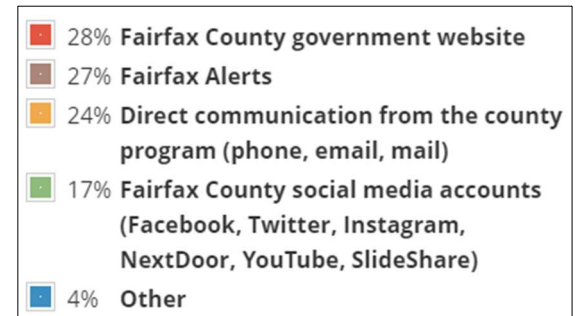 28% Fairfax County government website
27% Fairfax Alerts
24% Direct communication from the county
program (phone, email, mail)
17% Fairfax County social media accounts
(Facebook, Twitter, Instagram,
NextDoor, YouTube, SlideShare)
4% Other